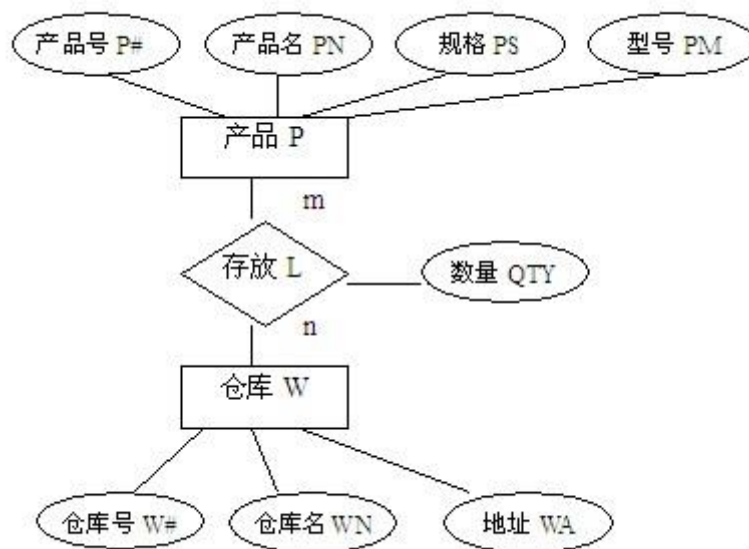 产品号 P#
产品名 PN
规格 PS
型号 PM
产品 P
m
存放 L
数量 QTY
n
仓库 W
仓库号 W#
仓库名 WN
地址 WA